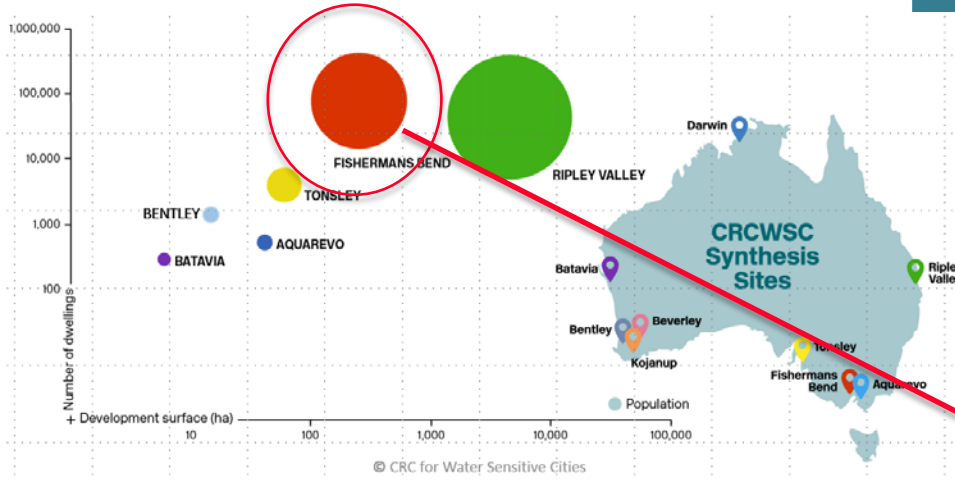 1,000,000
100,000
10,000
1.000
100
Number of dwellings
+ Development surface (ha)
10
100
1,000
10,000
100,000
FISHERMANS BEND
RIPLEY VALLEY
TONSLEY
BENTLEY
AQUAREVO
BATAVIA
Darwin
CRCWSC
Synthesis
Sites
Batavia
Bentley
Beverley
Kojanup
Tonsley
Fishermans
Bend
Aquarevo
Population
© CRC for Water Sensitive Cities